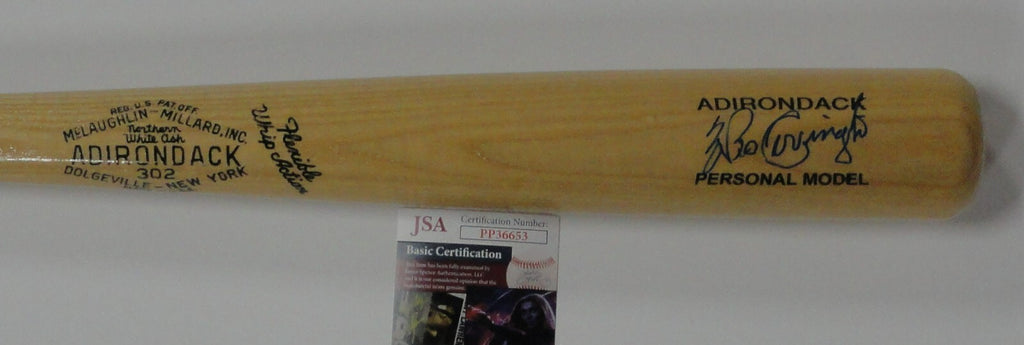 REG. U.S. PAT. OFF.
McLAUGHLIN-MILLARD, INC.
Northern
White Ash
ADIRONDACK
302
DOLGEVILLE-NEW YORK
Flexible
Whip Action
ADIRONDACK
PERSONAL MODEL
JSA
Certification Number:
PP36653
Basic Certification